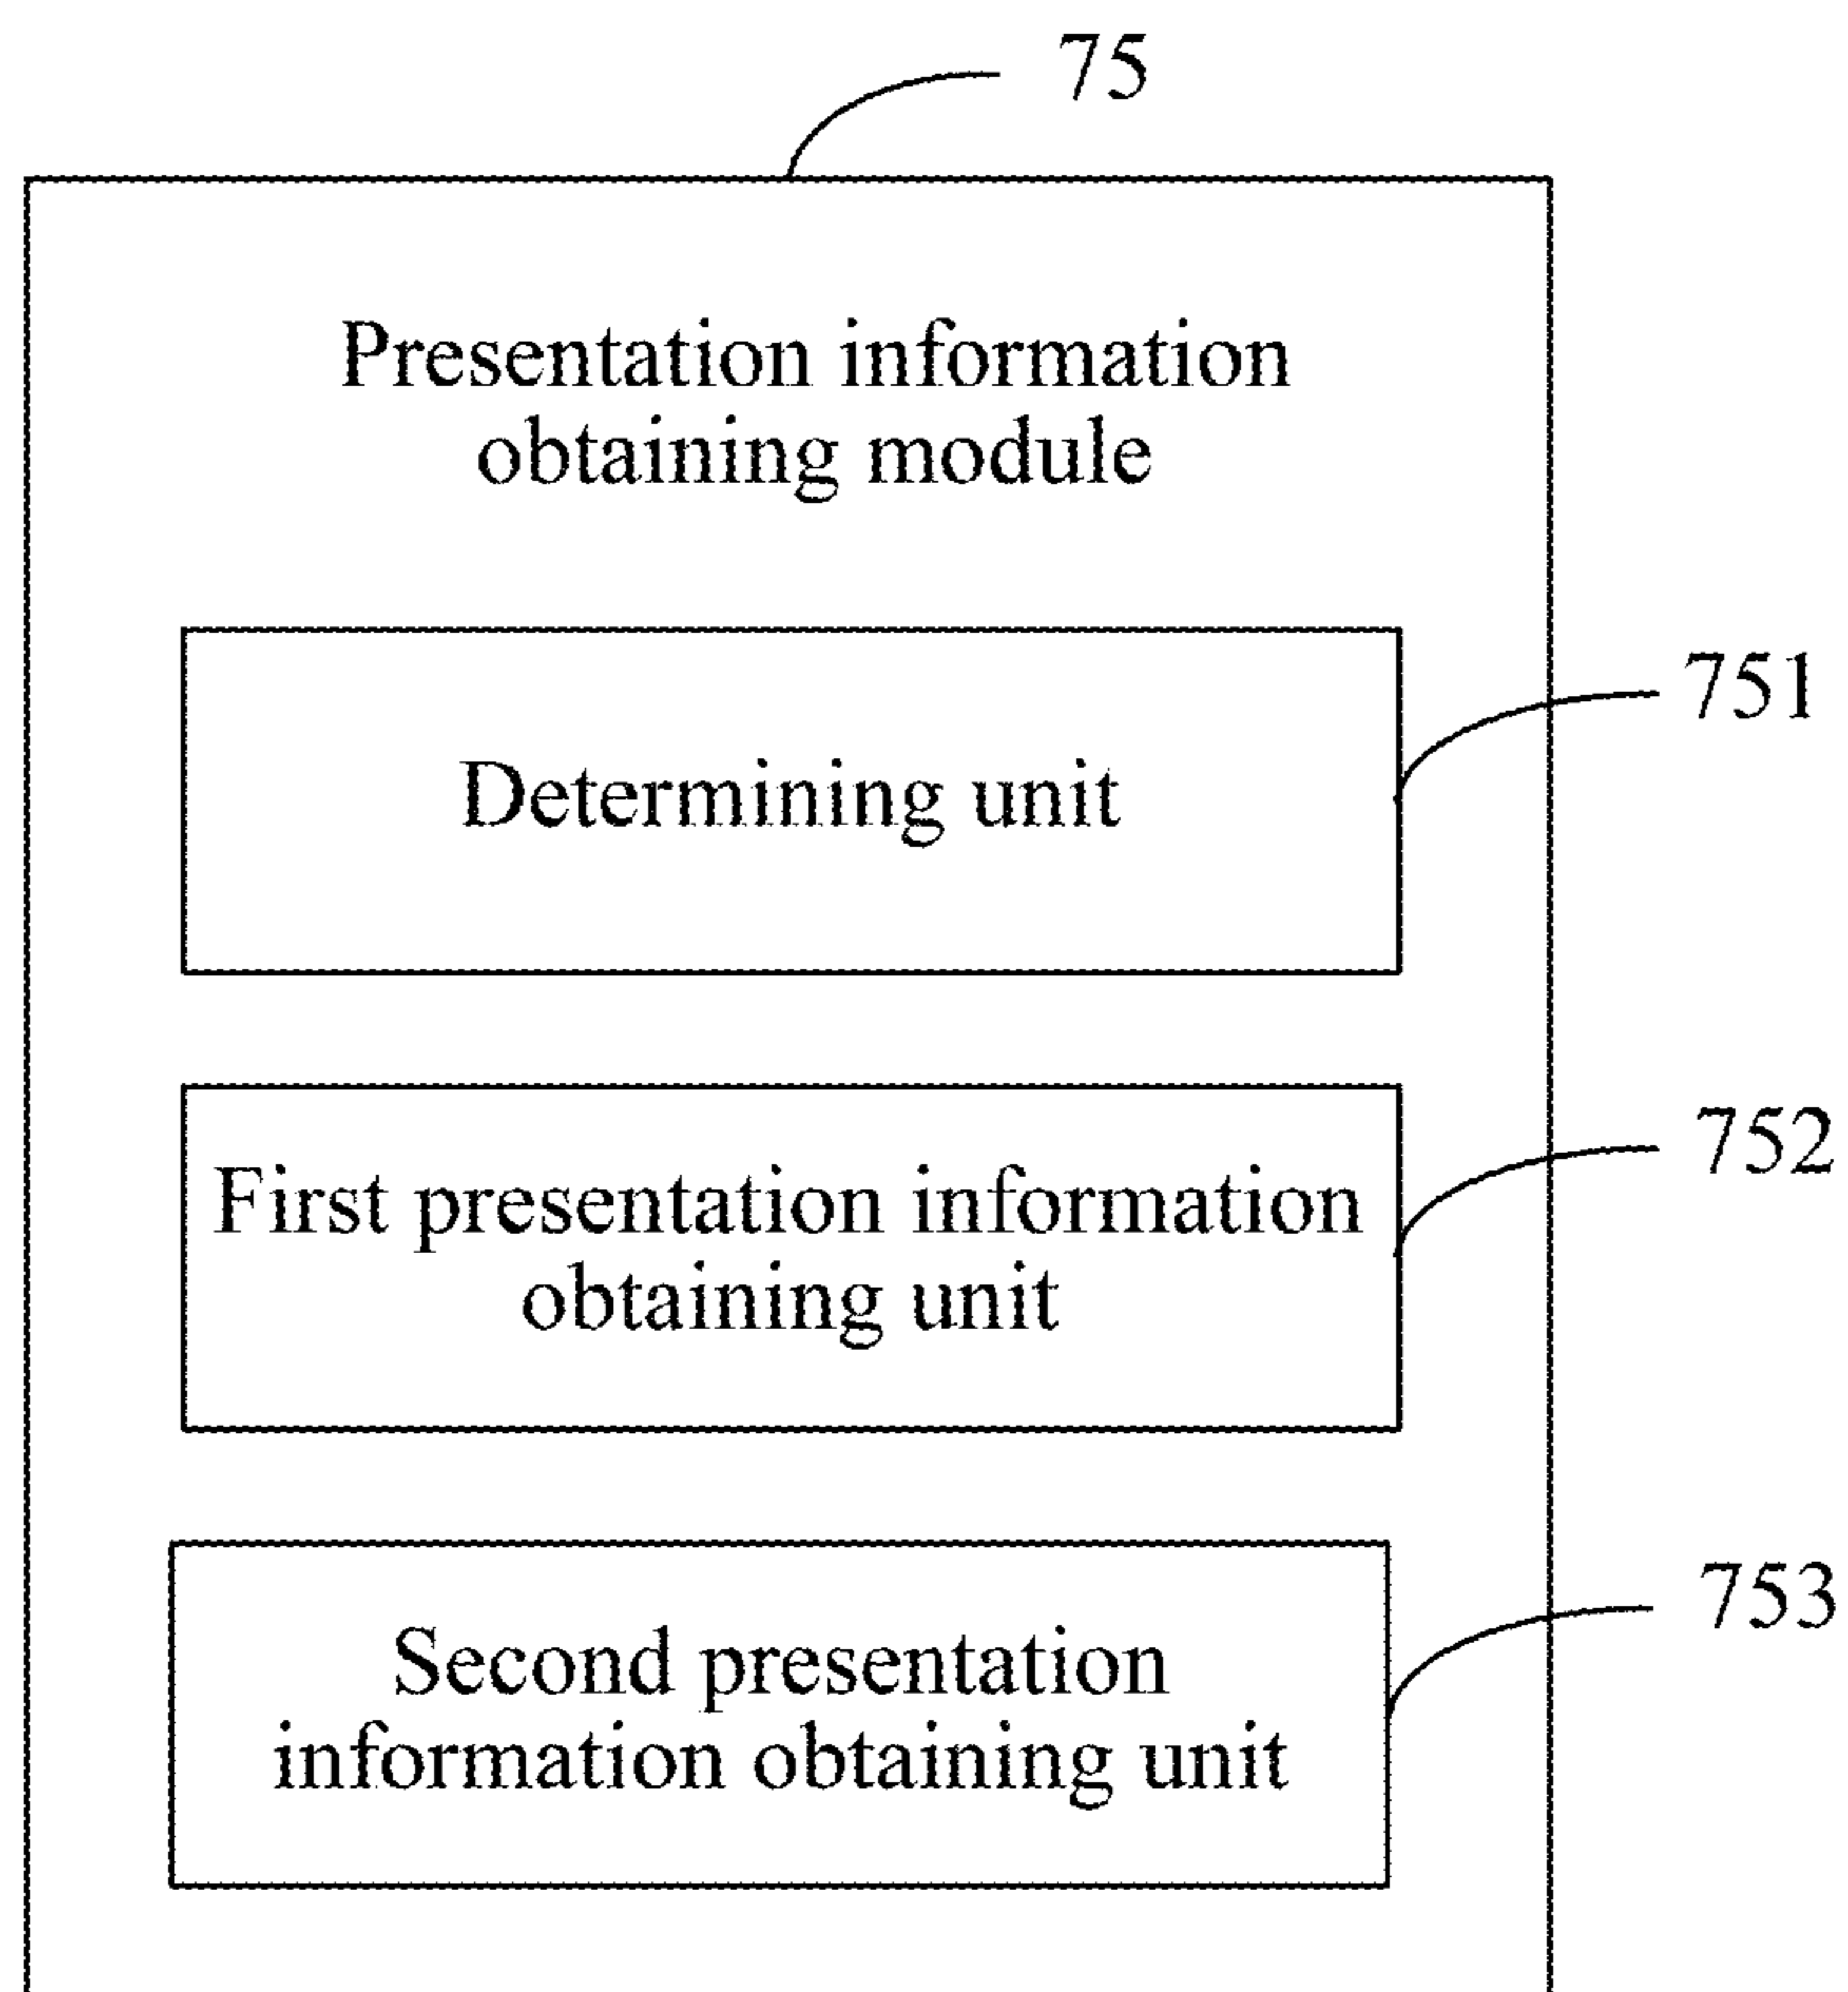 75
Presentation information
obtaining module
751
Determining unit
752
First presentation information
obtaining unit
753
Second presentation
information obtaining unit